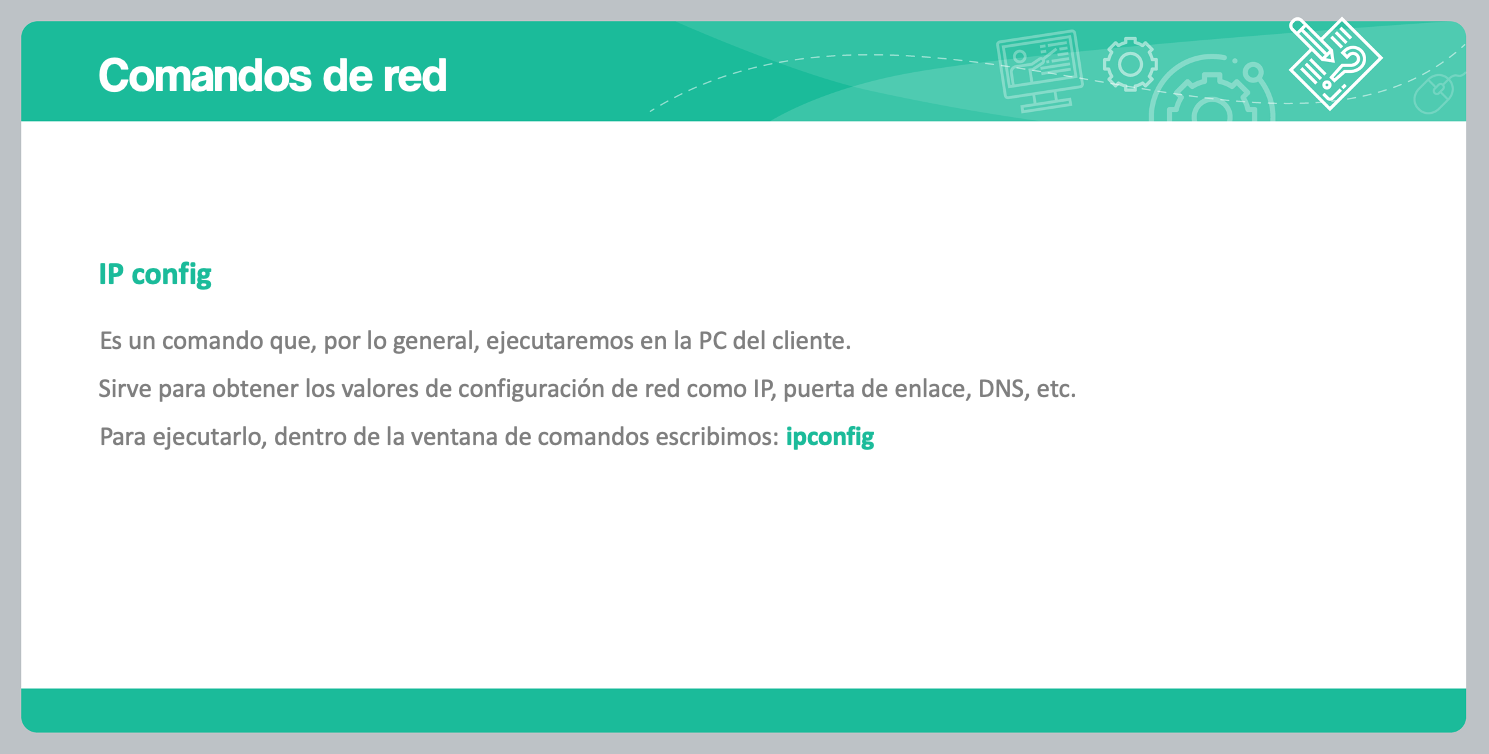 Comandos de red
IP config
Es un comando que, por lo general, ejecutaremos en la PC del cliente.
Sirve para obtener los valores de configuración de red como IP, puerta de enlace, DNS, etc.
Para ejecutarlo, dentro de la ventana de comandos escribimos: ipconfig